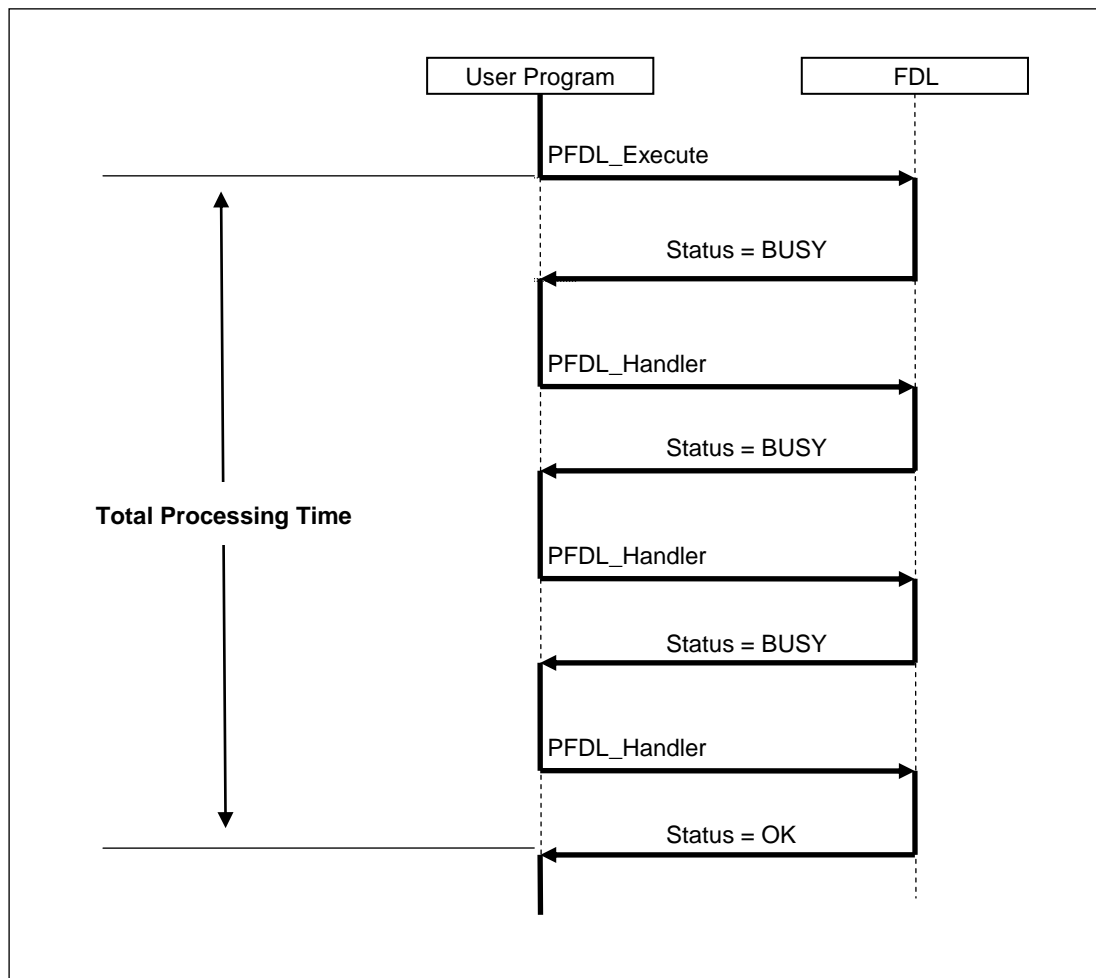 User Program
FDL
PFDL_Execute
Status = BUSY
PFDL_Handler
Status = BUSY
Total Processing Time
PFDL_Handler
Status = BUSY
PFDL_Handler
Status = OK